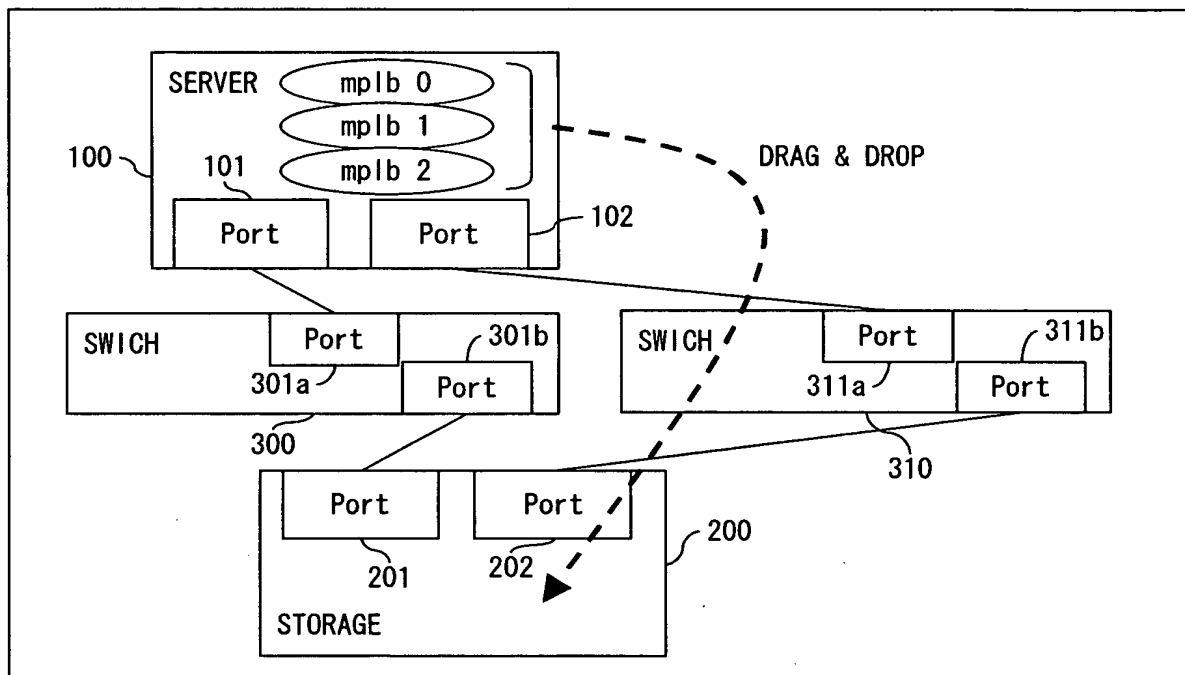 SERVER
mplb 0
mplb 1
mplb 2
100
101
Port
Port
102
DRAG & DROP
SWICH
Port
301b
301a
Port
300
SWICH
Port
311b
311a
Port
310
Port
Port
201
202
200
STORAGE